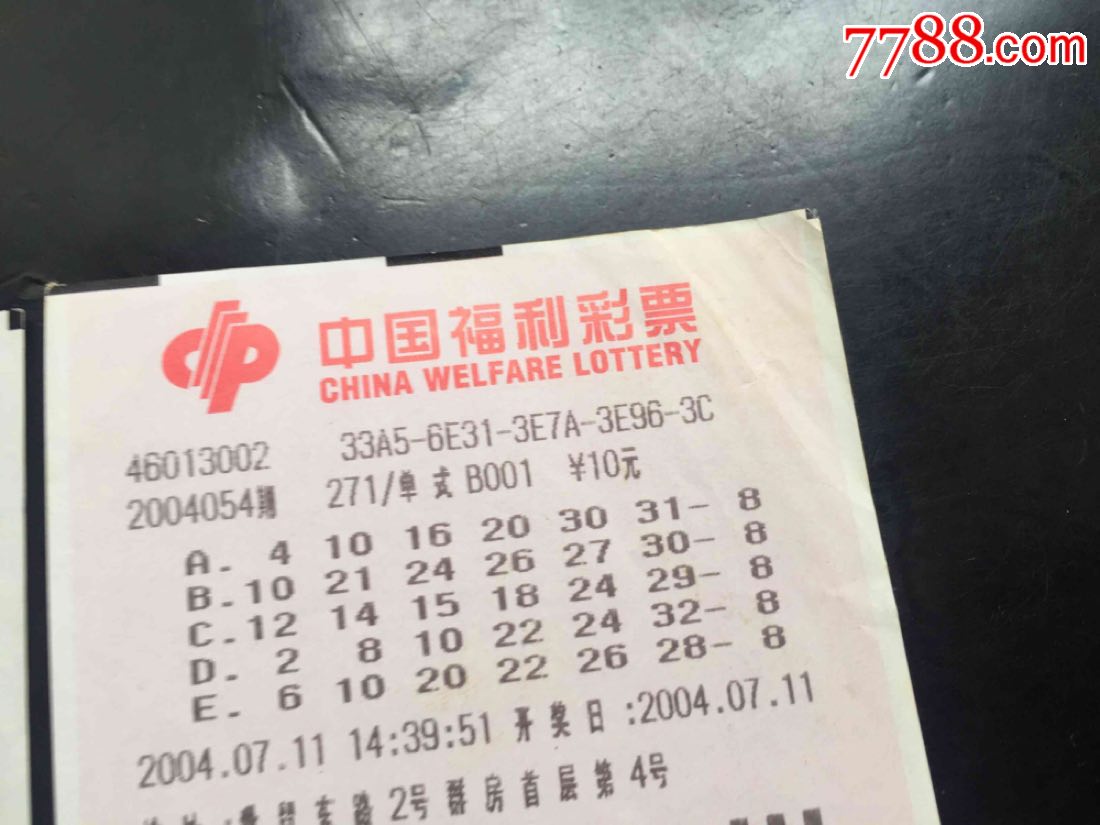 7788.com
中国福利彩票
CHINA WELFARE LOTTERY
46013002 33A5-6E31-3E7A-3E96-3C
2004054期 271/单式 B001 ¥10元
A. 4 10 16 20 30 31- 8
B.10 21 24 26 27 30- 8
C.12 14 15 18 24 29- 8
D. 2 8 10 22 24 32- 8
E. 6 10 20 22 26 28- 8
2004.07.11 14:39:51 开奖日:2004.07.11
东路2号群房首层第4号